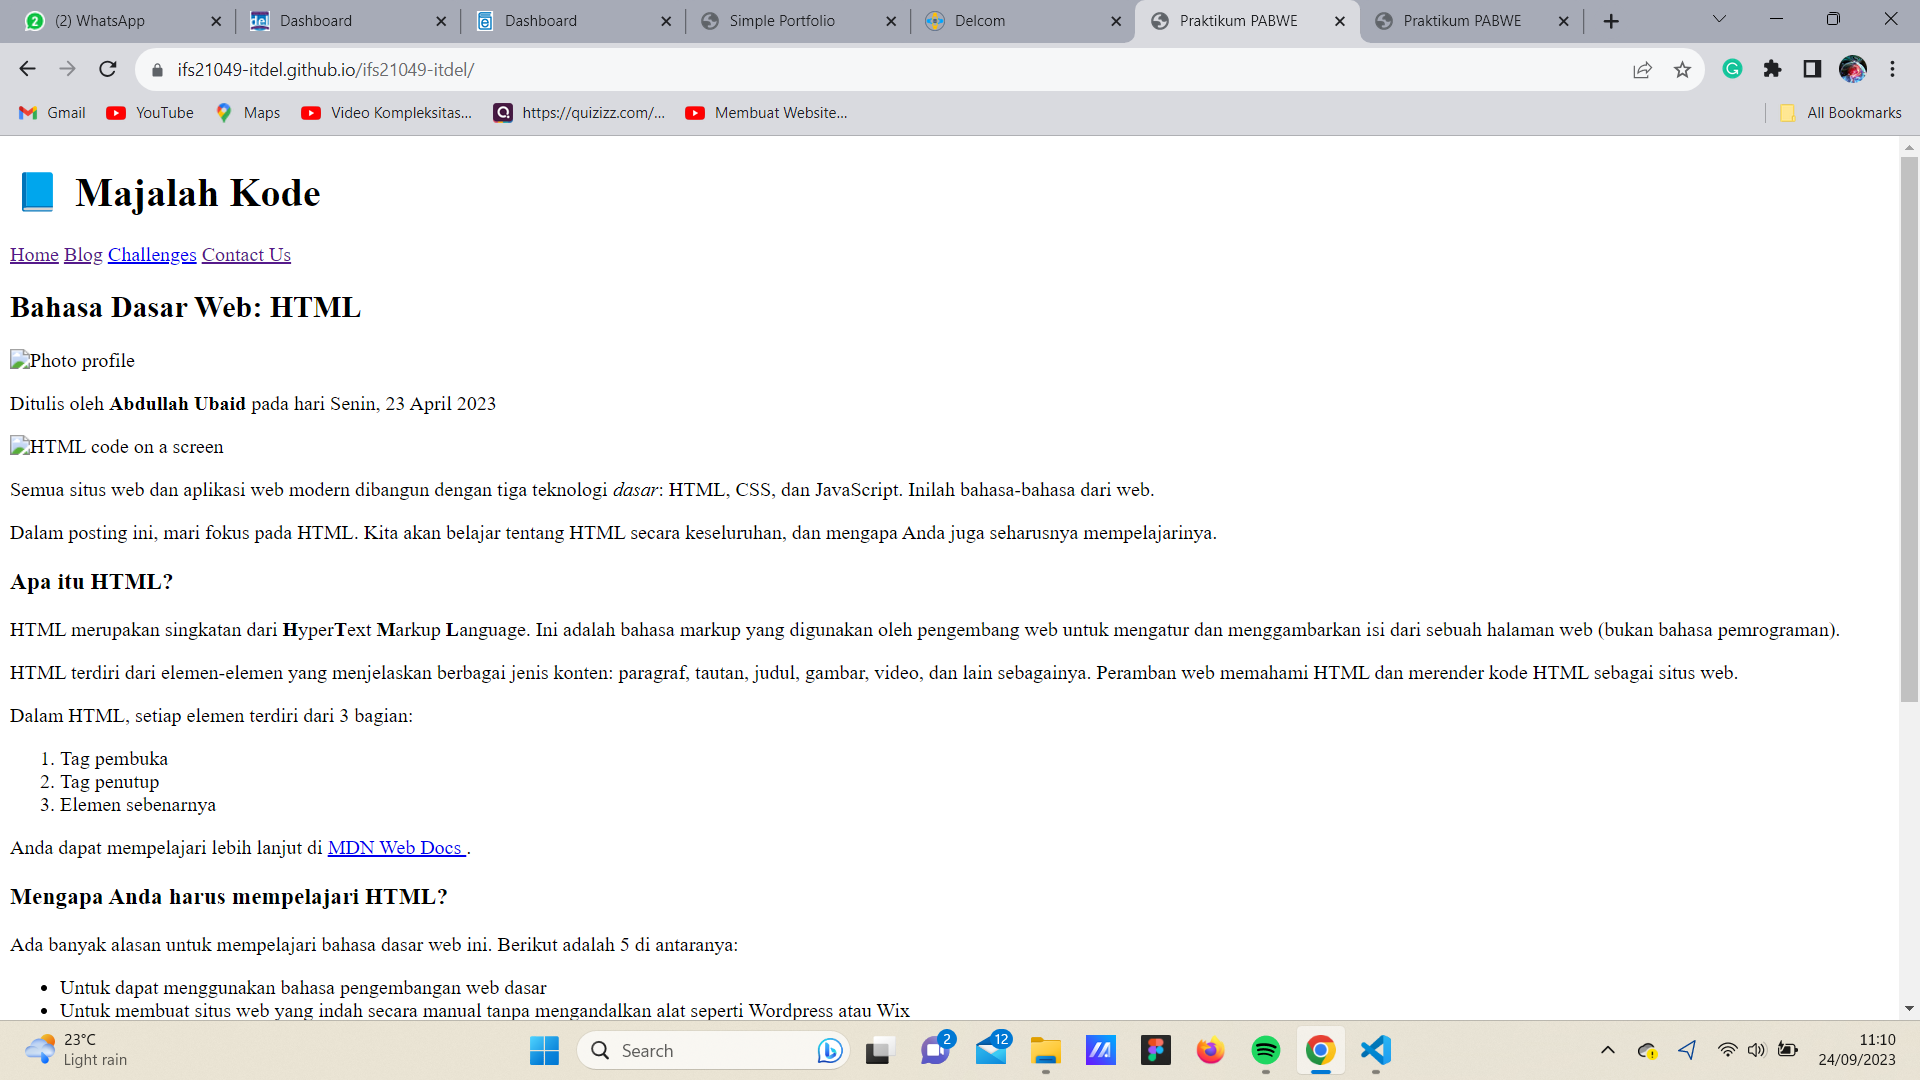 (2) WhatsApp
Dashboard
Dashboard
Simple Portfolio
Delcom
Praktikum PABWE
Praktikum PABWE
ifs21049-itdel.github.io/ifs21049-itdel/
Gmail
YouTube
Maps
Video Kompleksitas...
https://quizizz.com/...
Membuat Website...
All Bookmarks
Majalah Kode
Home Blog Challenges Contact Us
Bahasa Dasar Web: HTML
Photo profile
Ditulis oleh Abdullah Ubaid pada hari Senin, 23 April 2023
HTML code on a screen
Semua situs web dan aplikasi web modern dibangun dengan tiga teknologi dasar: HTML, CSS, dan JavaScript. Inilah bahasa-bahasa dari web.
Dalam posting ini, mari fokus pada HTML. Kita akan belajar tentang HTML secara keseluruhan, dan mengapa Anda juga seharusnya mempelajarinya.
Apa itu HTML?
HTML merupakan singkatan dari HyperText Markup Language. Ini adalah bahasa markup yang digunakan oleh pengembang web untuk mengatur dan menggambarkan isi dari sebuah halaman web (bukan bahasa pemrograman).
HTML terdiri dari elemen-elemen yang menjelaskan berbagai jenis konten: paragraf, tautan, judul, gambar, video, dan lain sebagainya. Peramban web memahami HTML dan merender kode HTML sebagai situs web.
Dalam HTML, setiap elemen terdiri dari 3 bagian:
1. Tag pembuka
2. Tag penutup
3. Elemen sebenarnya
Anda dapat mempelajari lebih lanjut di MDN Web Docs .
Mengapa Anda harus mempelajari HTML?
Ada banyak alasan untuk mempelajari bahasa dasar web ini. Berikut adalah 5 di antaranya:
• Untuk dapat menggunakan bahasa pengembangan web dasar
• Untuk membuat situs web yang indah secara manual tanpa mengandalkan alat seperti Wordpress atau Wix
23°C
Light rain
Search
2
12
11:10
24/09/2023